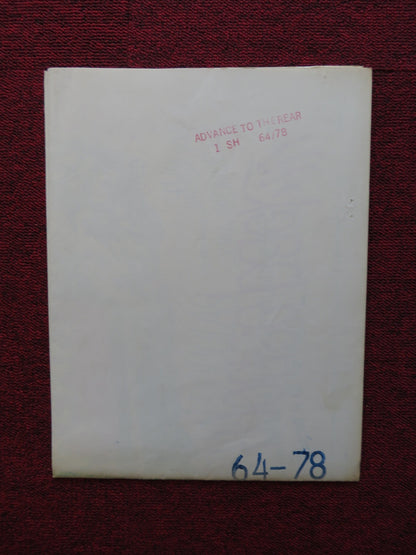 ADVANCE TO THE REAR
1 SH 64/78
64-78